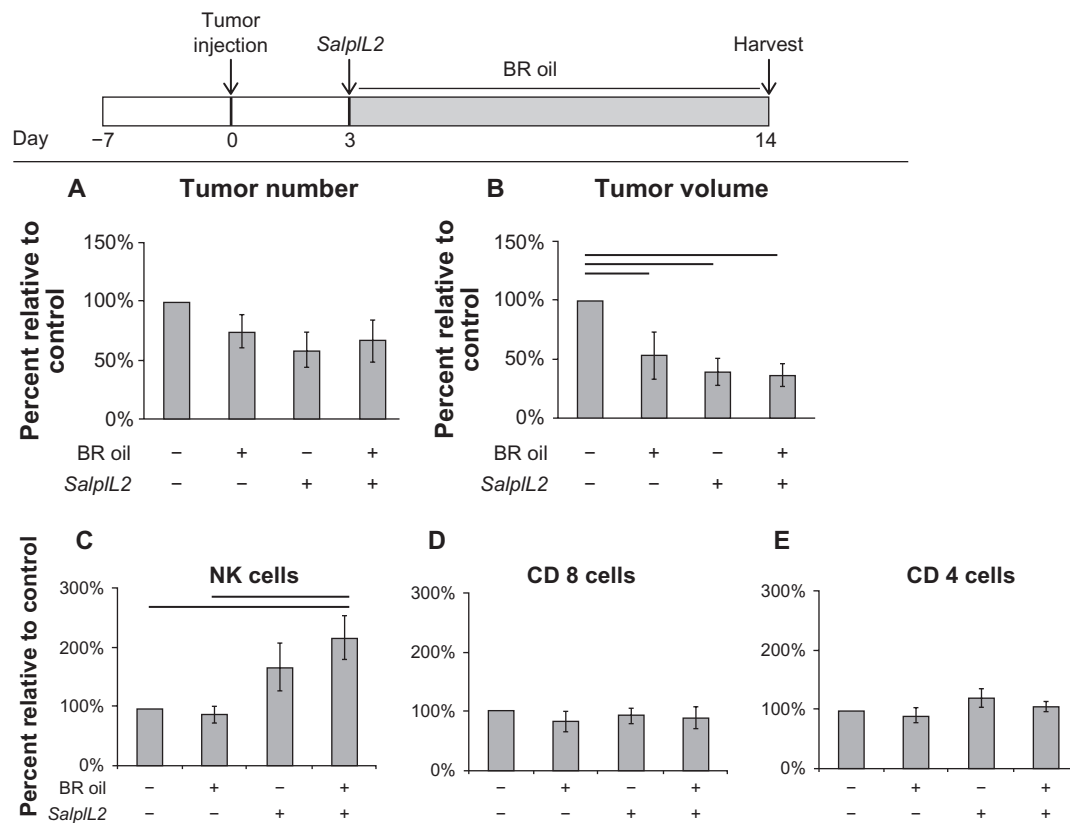 Tumor
injection
SalpIL2
Harvest
BR oil
Day
−7 0 3 14
A Tumor number
Percent relative to
control
150%
100%
50%
0%
BR oil − + − +
SalpIL2 − − + +
B Tumor volume
Percent relative to
control
150%
100%
50%
0%
BR oil − + − +
SalpIL2 − − + +
C
NK cells
Percent relative to control
300%
200%
100%
0%
BR oil − + − +
SalpIL2 − − + +
D
CD 8 cells
300%
200%
100%
0%
− + − +
− − + +
E
CD 4 cells
300%
200%
100%
0%
− + − +
− − + +